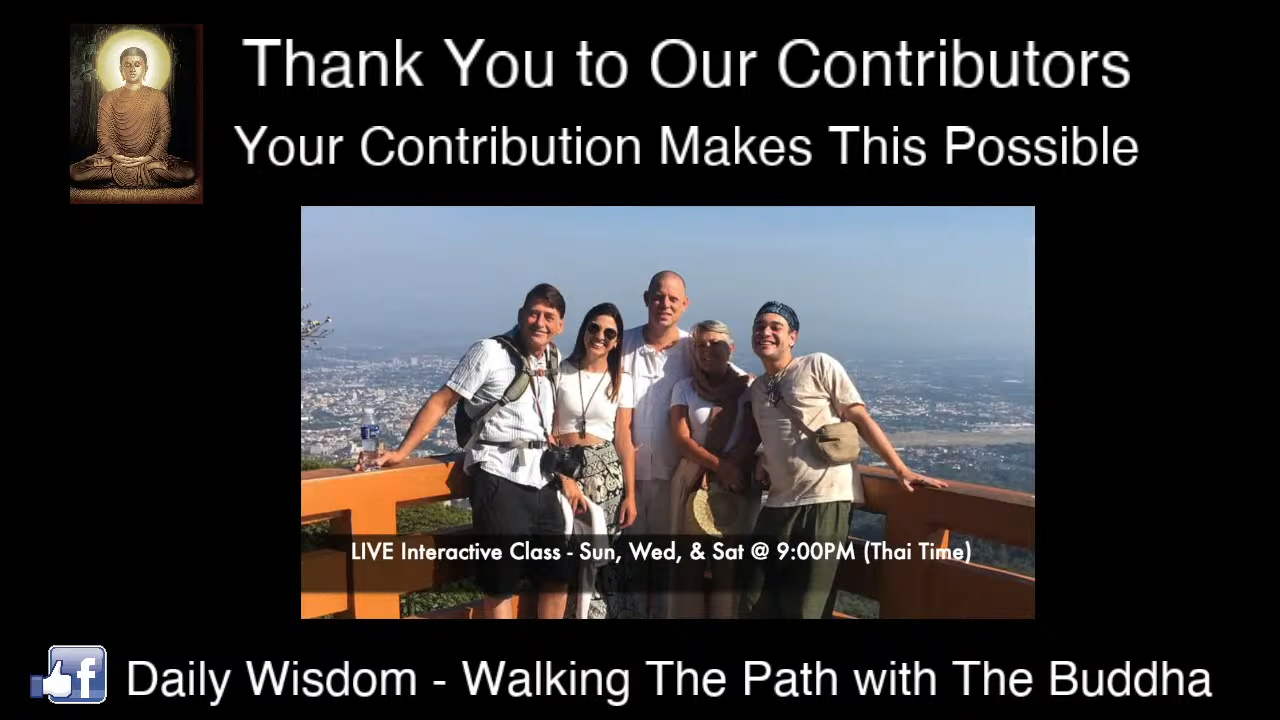 Thank You to Our Contributors
Your Contribution Makes This Possible
LIVE Interactive Class - Sun, Wed, & Sat @ 9:00PM (Thai Time)
f Daily Wisdom - Walking The Path with The Buddha